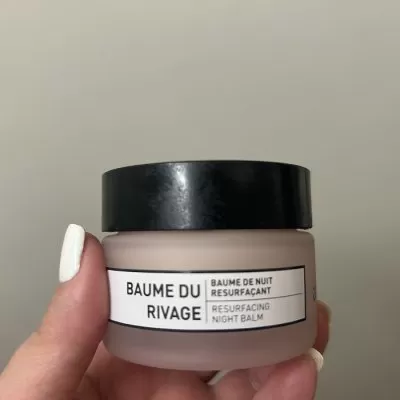 BAUME DU
RIVAGE
BAUME DE NUIT
RESURFAÇANT
RESURFACING
NIGHT BALM